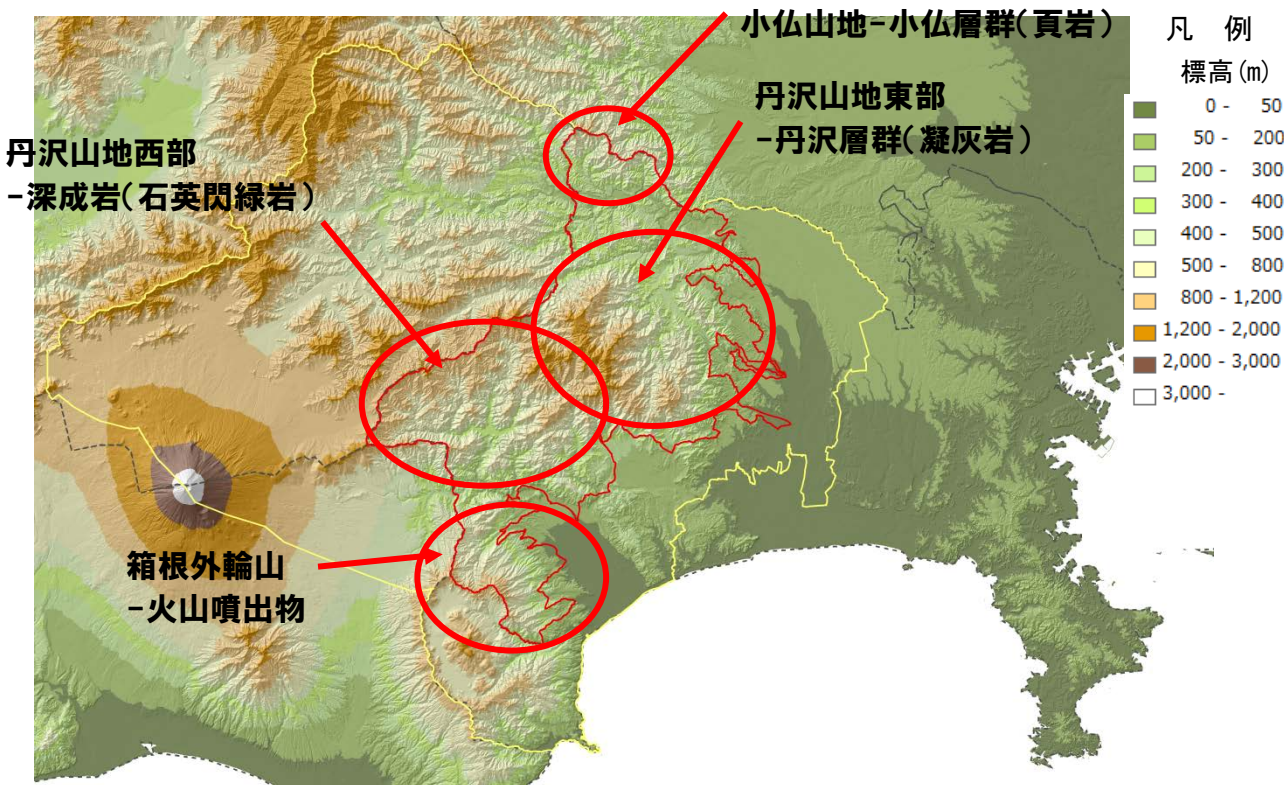 小仏山地-小仏層群(頁岩)
丹沢山地東部
-丹沢層群(凝灰岩)
丹沢山地西部
-深成岩(石英閃緑岩)
箱根外輪山
-火山噴出物
凡 例
標高(m)
0 - 50
50 - 200
200 - 300
300 - 400
400 - 500
500 - 800
800 - 1,200
1,200 - 2,000
2,000 - 3,000
3,000 -